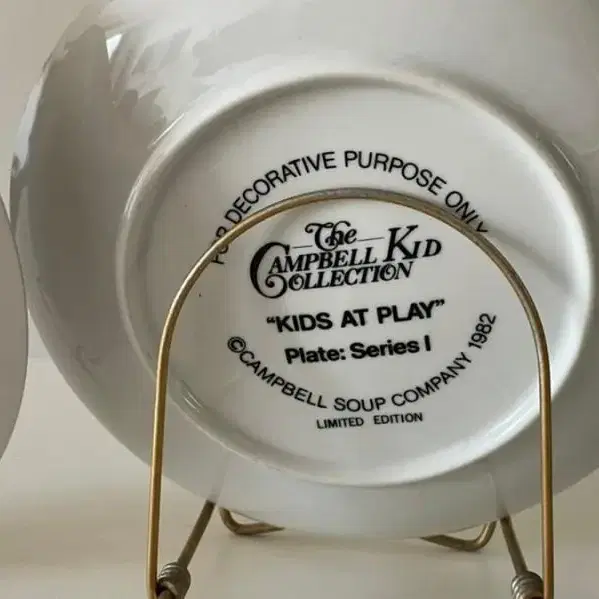 FOR DECORATIVE PURPOSE ONLY
The
CAMPBELL KID
COLLECTION
"KIDS AT PLAY"
Plate: Series I
©CAMPBELL SOUP COMPANY 1982
LIMITED EDITION